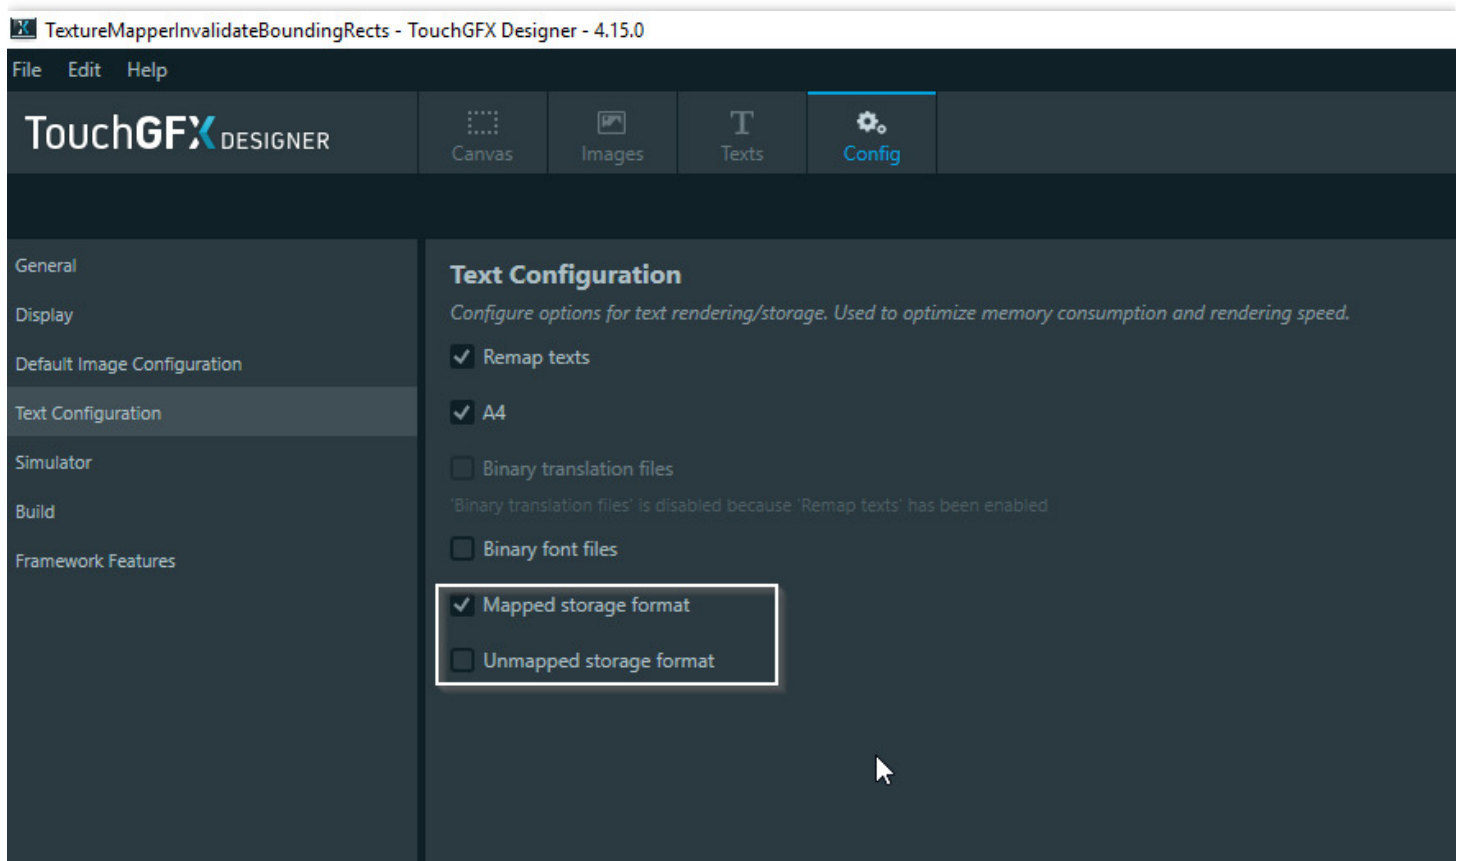 TextureMapperInvalidateBoundingRects - TouchGFX Designer - 4.15.0
File Edit Help
TouchGFX DESIGNER
Canvas
Images
Texts
Config
General
Display
Default Image Configuration
Text Configuration
Simulator
Build
Framework Features
Text Configuration
Configure options for text rendering/storage. Used to optimize memory consumption and rendering speed.
Remap texts
A4
Binary translation files
'Binary translation files' is disabled because 'Remap texts' has been enabled
Binary font files
Mapped storage format
Unmapped storage format